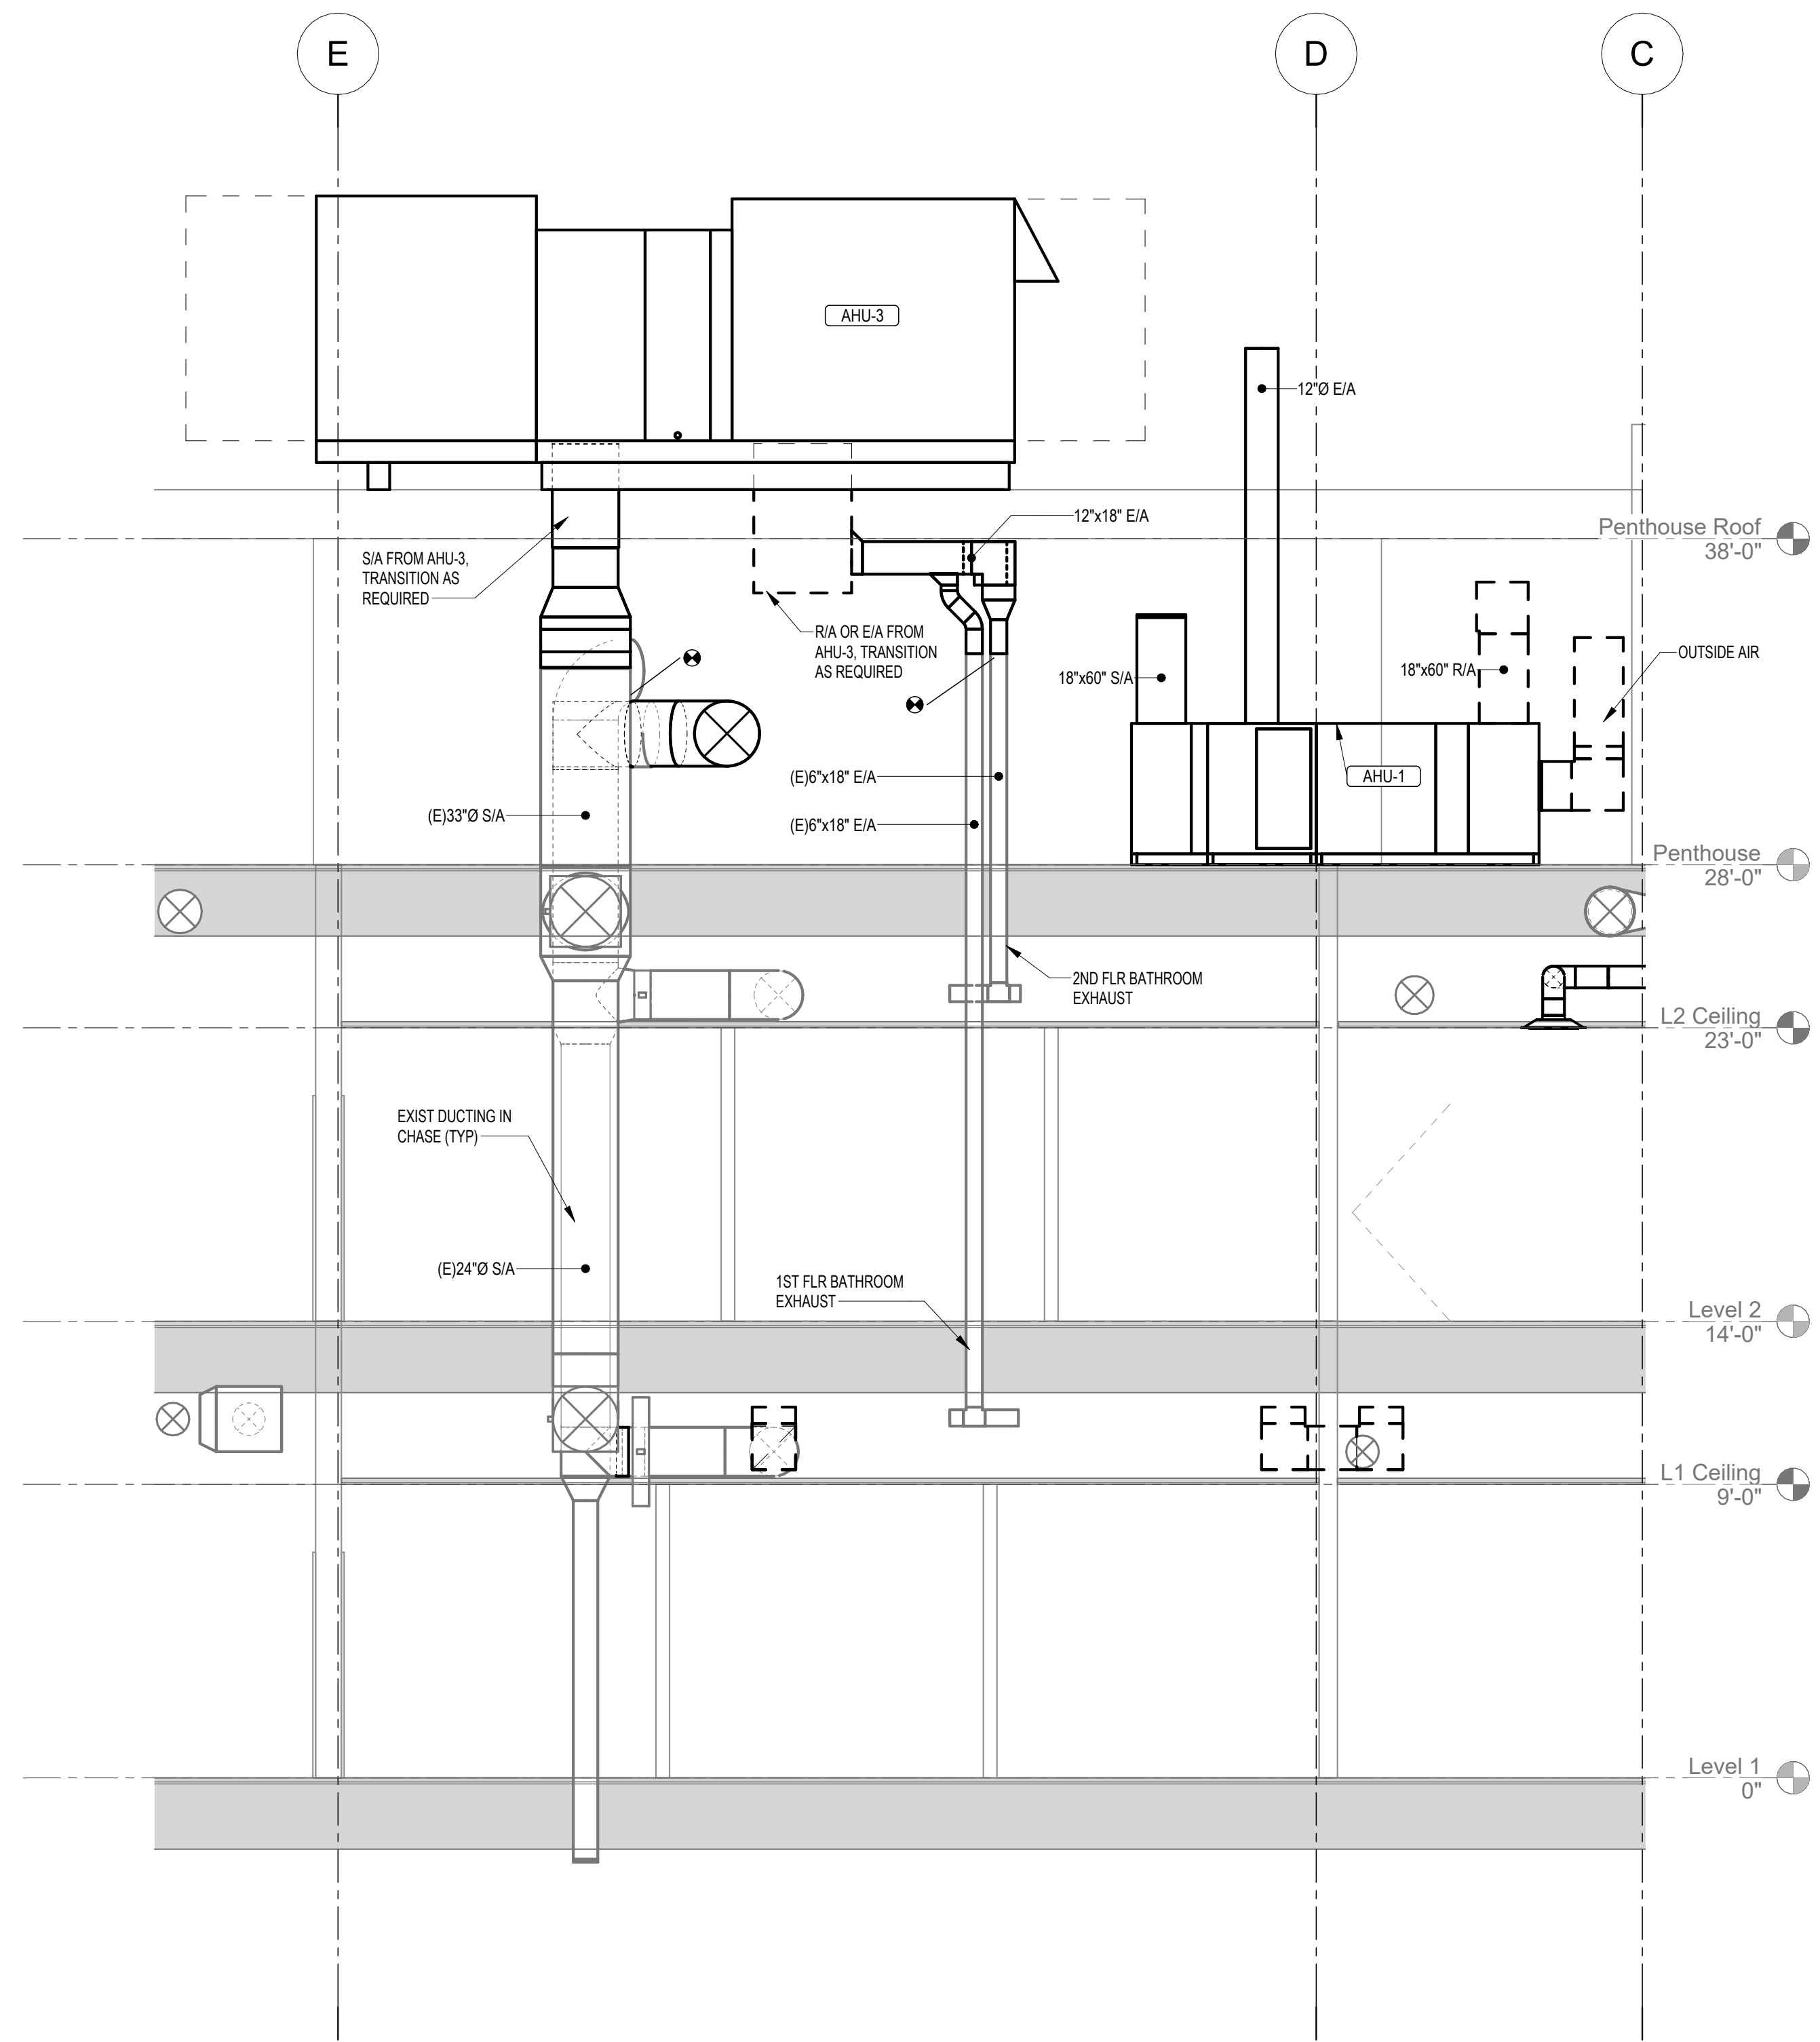 E
D
C
AHU-3
12"Ø E/A
12"x18" E/A
Penthouse Roof
38'-0"
S/A FROM AHU-3,
TRANSITION AS
REQUIRED
R/A OR E/A FROM
AHU-3, TRANSITION
AS REQUIRED
OUTSIDE AIR
18"x60" S/A
18"x60" R/A
(E)6"x18" E/A
AHU-1
(E)33"Ø S/A
(E)6"x18" E/A
Penthouse
28'-0"
2ND FLR BATHROOM
EXHAUST
L2 Ceiling
23'-0"
EXIST DUCTING IN
CHASE (TYP)
(E)24"Ø S/A
1ST FLR BATHROOM
EXHAUST
Level 2
14'-0"
L1 Ceiling
9'-0"
Level 1
0"